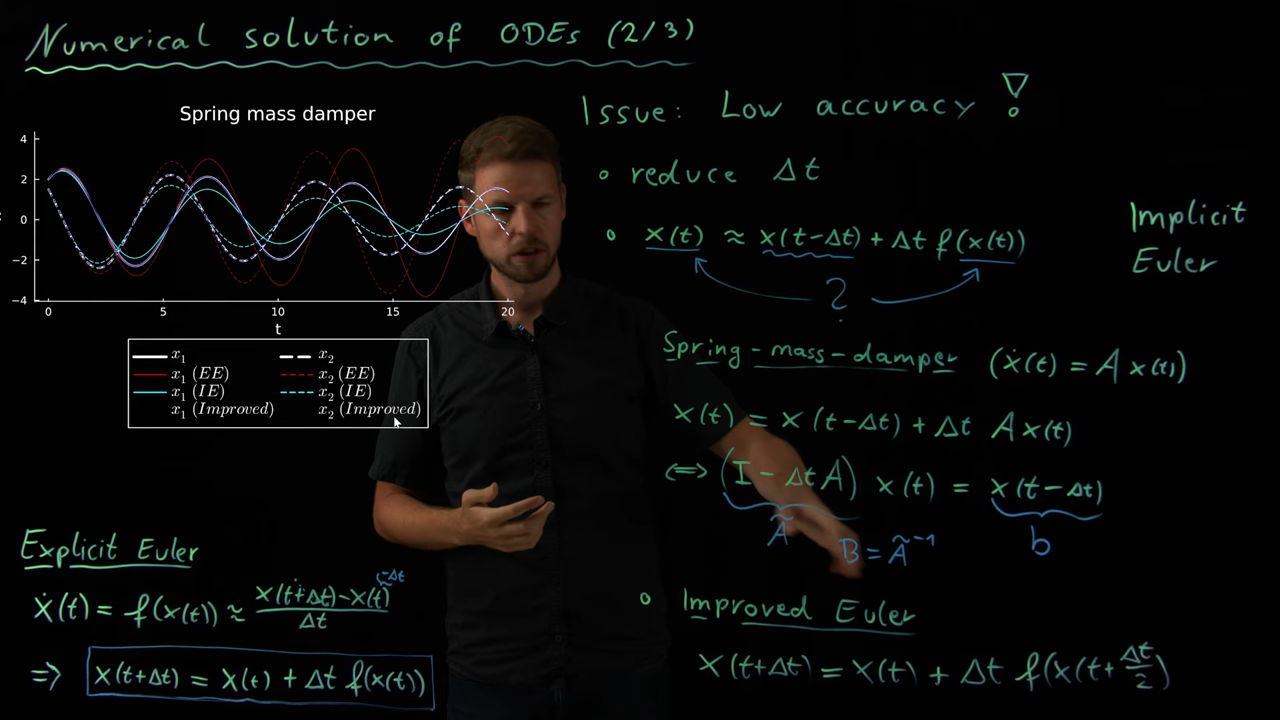 Numerical solution of ODEs (2/3)
Spring mass damper
4
2
0
−2
−4
0 5 10 15 20
t
x₁ x₂
x₁ (EE) x₂ (EE)
x₁ (IE) x₂ (IE)
x₁ (Improved) x₂ (Improved)
Explicit Euler
ẋ(t) = f(x(t)) ≈ (x(t+Δt)−x(t))/Δt
−Δt
⇒ x(t+Δt) = x(t) + Δt f(x(t))
Issue: Low accuracy !
∘ reduce Δt
∘ x(t) ≈ x(t−Δt) + Δt f(x(t))
?
Implicit
Euler
Spring-mass-damper (ẋ(t) = A x(t))
x(t) = x(t−Δt) + Δt A x(t)
⇔ (I − Δt A) x(t) = x(t−Δt)
Ã B = Ã⁻¹ b
∘ Improved Euler
x(t+Δt) = x(t) + Δt f(x(t+Δt/2)